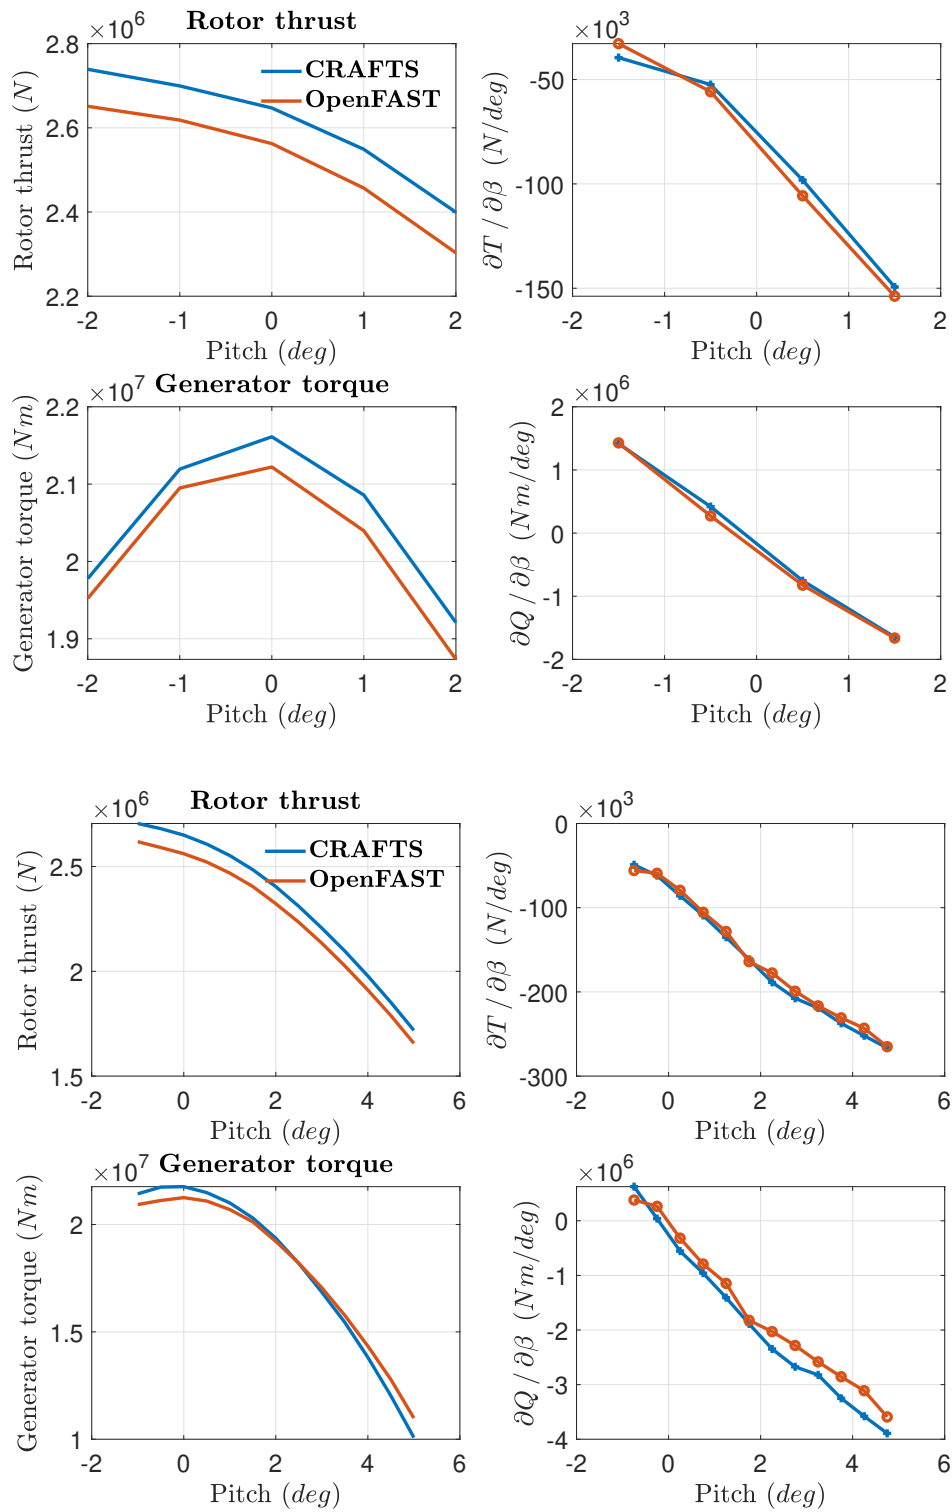 Rotor thrust
×10^6
2.8
2.6
2.4
2.2
Rotor thrust (N)
CRAFTS
OpenFAST
-2 -1 0 1 2
Pitch (deg)
×10^3
-50
-100
-150
∂T / ∂β (N/deg)
-2 -1 0 1 2
Pitch (deg)
×10^7 Generator torque
2.2
2.1
2
1.9
Generator torque (Nm)
-2 -1 0 1 2
Pitch (deg)
×10^6
2
1
0
-1
-2
∂Q / ∂β (Nm/deg)
-2 -1 0 1 2
Pitch (deg)
×10^6 Rotor thrust
2.5
2
1.5
Rotor thrust (N)
CRAFTS
OpenFAST
-2 0 2 4 6
Pitch (deg)
×10^3
0
-100
-200
-300
∂T / ∂β (N/deg)
-2 0 2 4 6
Pitch (deg)
×10^7 Generator torque
2
1.5
1
Generator torque (Nm)
-2 0 2 4 6
Pitch (deg)
×10^6
0
-1
-2
-3
-4
∂Q / ∂β (Nm/deg)
-2 0 2 4 6
Pitch (deg)